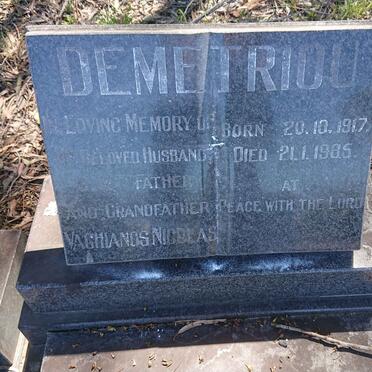 DEMETRIOU
IN LOVING MEMORY OF
MY BELOVED HUSBAND
FATHER
AND GRANDFATHER
VAGHIANOS NICOLAS
BORN 20.10.1917.
DIED 21.1.1985.
AT
PEACE WITH THE LORD